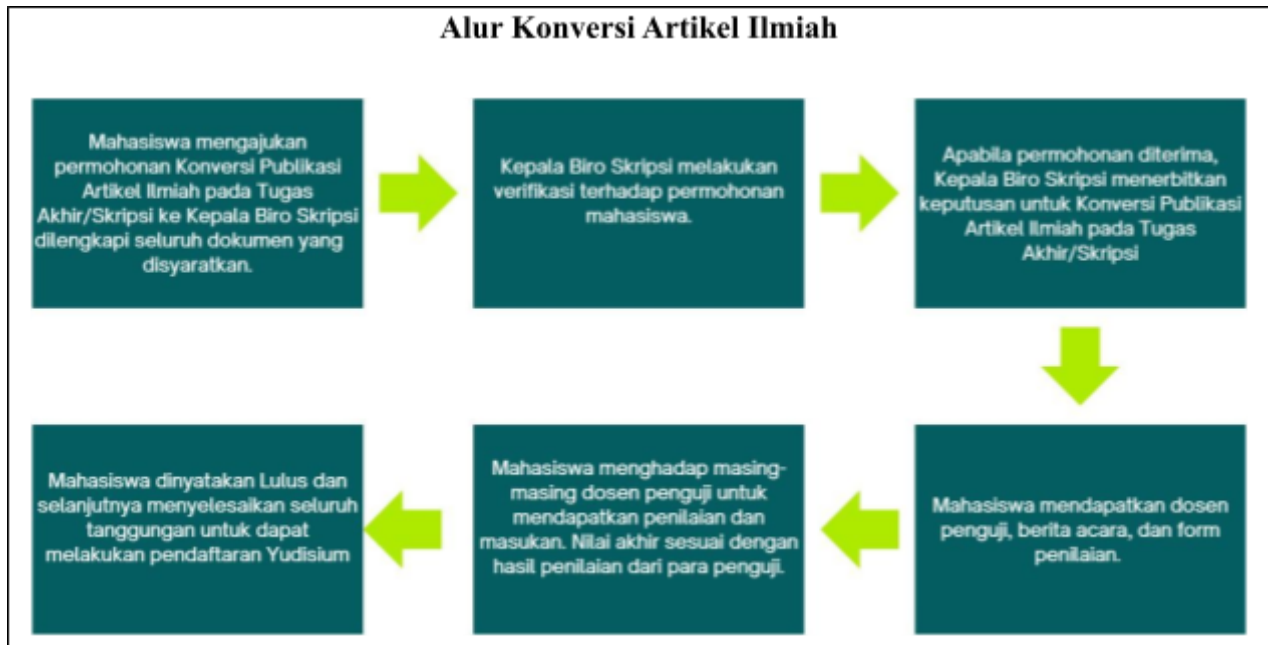 Alur Konversi Artikel Ilmiah
Mahasiswa mengajukan
permohonan Konversi Publikasi
Artikel Ilmiah pada Tugas
Akhir/Skripsi ke Kepala Biro Skripsi
dilengkapi seluruh dokumen yang
disyaratkan.
Kepala Biro Skripsi melakukan
verifikasi terhadap permohonan
mahasiswa.
Apabila permohonan diterima,
Kepala Biro Skripsi menerbitkan
keputusan untuk Konversi Publikasi
Artikel Ilmiah pada Tugas
Akhir/Skripsi
Mahasiswa mendapatkan dosen
penguji, berita acara, dan form
penilaian.
Mahasiswa menghadap masing-
masing dosen penguji untuk
mendapatkan penilaian dan
masukan. Nilai akhir sesuai dengan
hasil penilaian dari para penguji.
Mahasiswa dinyatakan Lulus dan
selanjutnya menyelesaikan seluruh
tanggungan untuk dapat
melakukan pendaftaran Yudisium